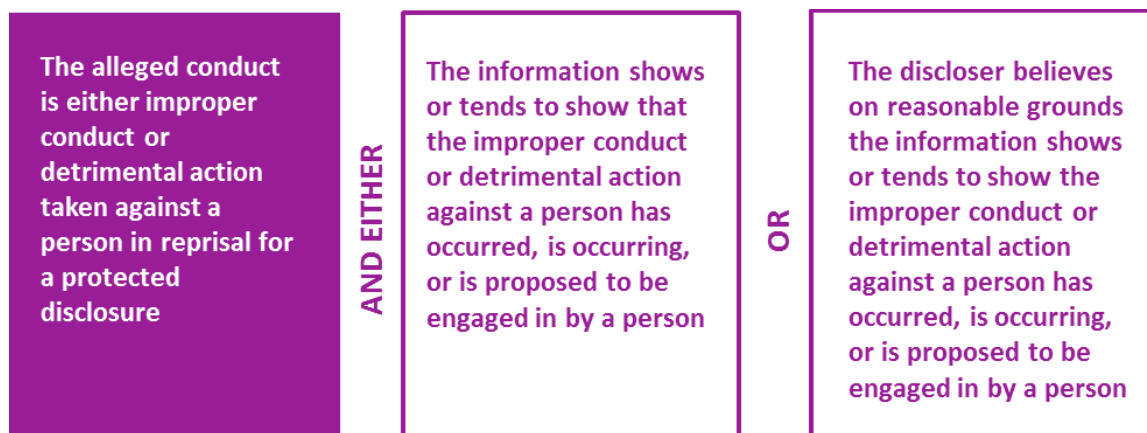 The alleged conduct
is either improper
conduct or
detrimental action
taken against a
person in reprisal for
a protected
disclosure
AND EITHER
The information shows
or tends to show that
the improper conduct
or detrimental action
against a person has
occurred, is occurring,
or is proposed to be
engaged in by a person
OR
The discloser believes
on reasonable grounds
the information shows
or tends to show the
improper conduct or
detrimental action
against a person has
occurred, is occurring,
or is proposed to be
engaged in by a person